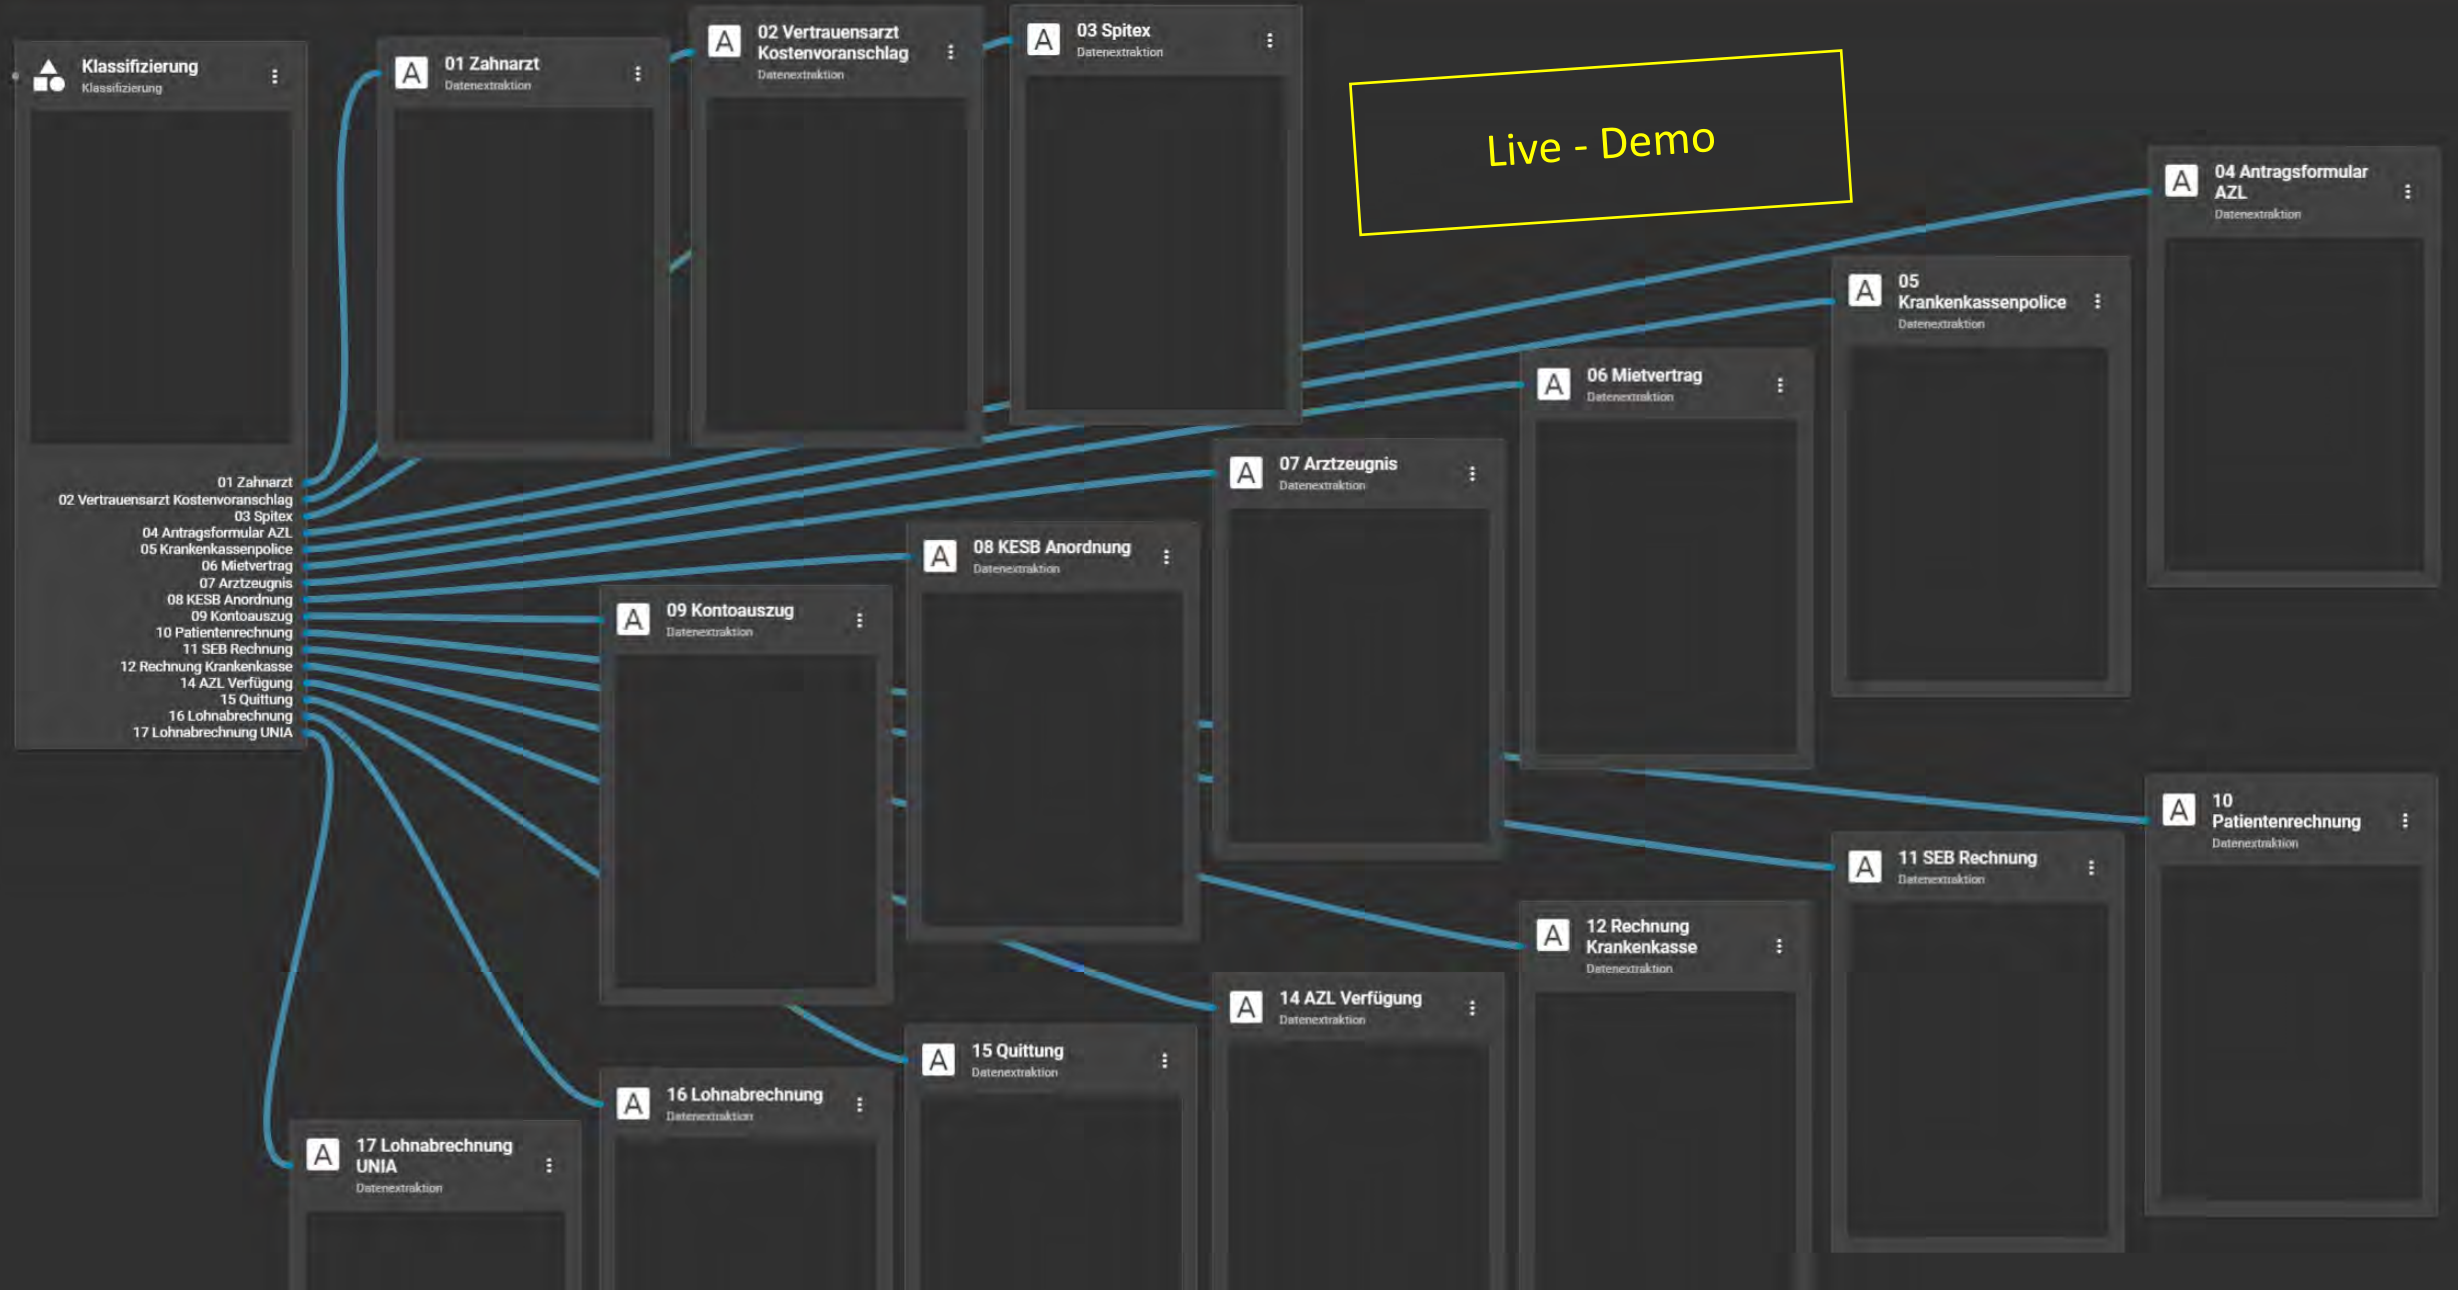 Klassifizierung
Klassifizierung
01 Zahnarzt
02 Vertrauensarzt Kostenvoranschlag
03 Spitex
04 Antragsformular AZL
05 Krankenkassenpolice
06 Mietvertrag
07 Arztzeugnis
08 KESB Anordnung
09 Kontoauszug
10 Patientenrechnung
11 SEB Rechnung
12 Rechnung Krankenkasse
14 AZL Verfügung
15 Quittung
16 Lohnabrechnung
17 Lohnabrechnung UNIA
A
01 Zahnarzt
Datenextraktion
A
02 Vertrauensarzt
Kostenvoranschlag
Datenextraktion
A
03 Spitex
Datenextraktion
Live - Demo
A
04 Antragsformular
AZL
Datenextraktion
A
05
Krankenkassenpolice
Datenextraktion
A
06 Mietvertrag
Datenextraktion
A
07 Arztzeugnis
Datenextraktion
A
08 KESB Anordnung
Datenextraktion
A
09 Kontoauszug
Datenextraktion
A
10
Patientenrechnung
Datenextraktion
A
11 SEB Rechnung
Datenextraktion
A
12 Rechnung
Krankenkasse
Datenextraktion
A
14 AZL Verfügung
Datenextraktion
A
15 Quittung
Datenextraktion
A
16 Lohnabrechnung
Datenextraktion
A
17 Lohnabrechnung
UNIA
Datenextraktion